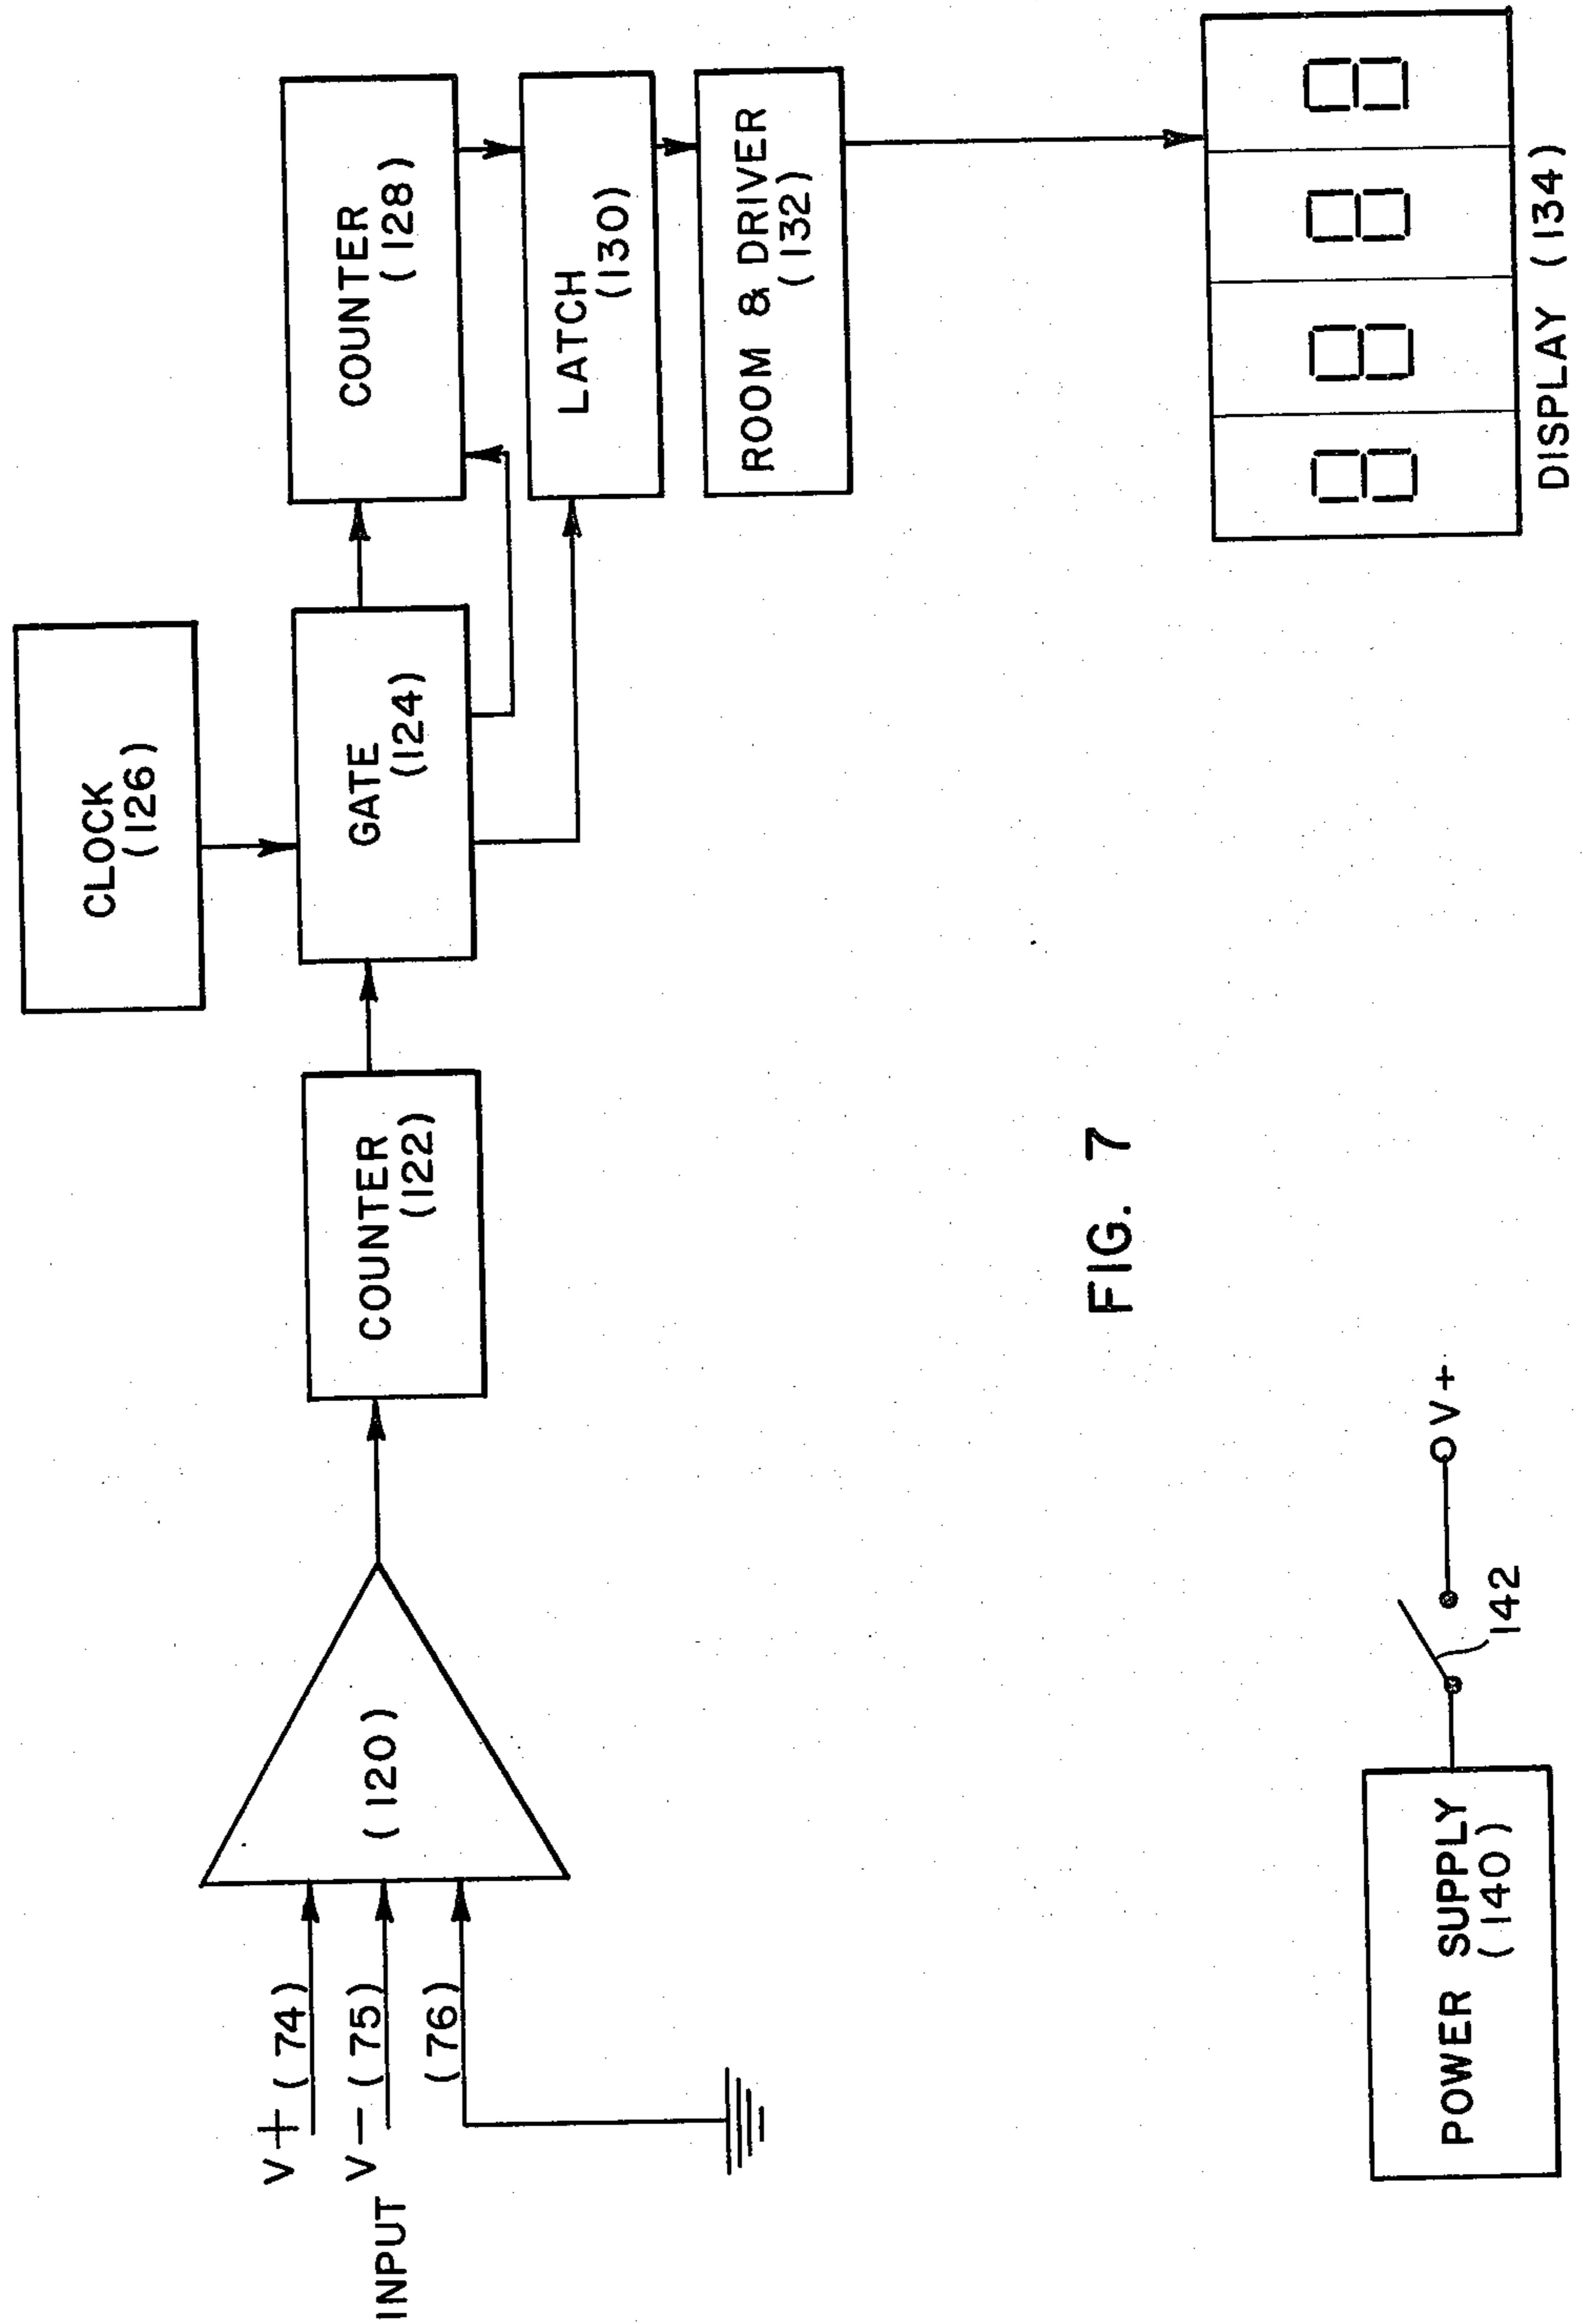 CLOCK
(126)
INPUT
V+ (74)
V- (75)
(76)
(120)
COUNTER
(122)
GATE
(124)
COUNTER
(128)
LATCH
(130)
ROOM & DRIVER
(132)
DISPLAY (134)
POWER SUPPLY
(140)
142
V+
FIG. 7